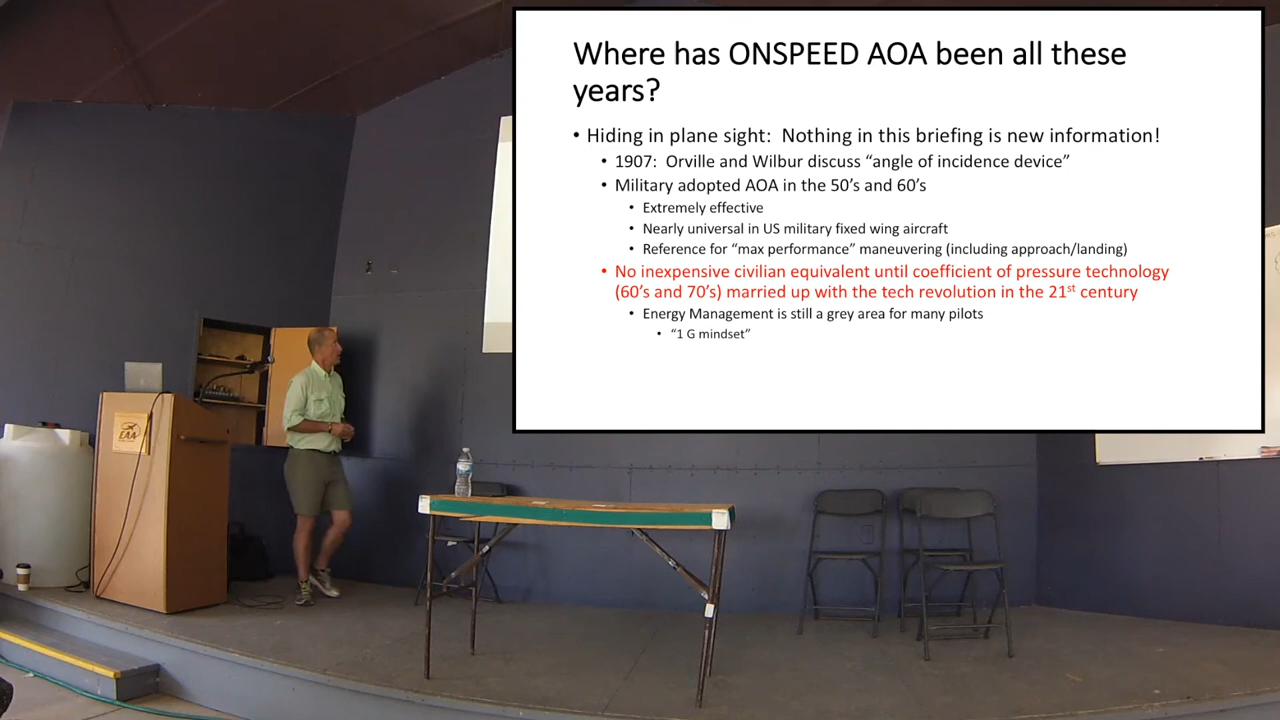 Where has ONSPEED AOA been all these
years?
• Hiding in plane sight:  Nothing in this briefing is new information!
• 1907:  Orville and Wilbur discuss “angle of incidence device”
• Military adopted AOA in the 50’s and 60’s
• Extremely effective
• Nearly universal in US military fixed wing aircraft
• Reference for “max performance” maneuvering (including approach/landing)
• No inexpensive civilian equivalent until coefficient of pressure technology
(60’s and 70’s) married up with the tech revolution in the 21st century
• Energy Management is still a grey area for many pilots
• “1 G mindset”
EAA